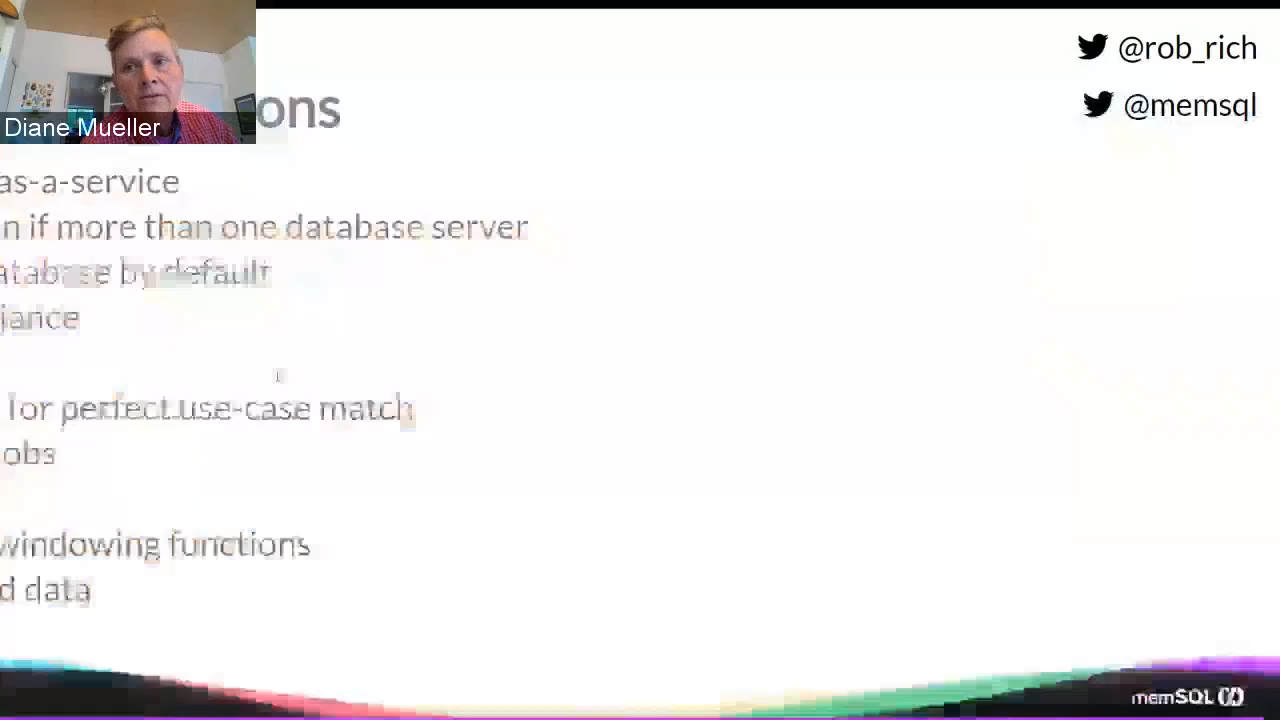 @rob_rich
@memsql
Diane Mueller
ons
as-a-service
n if more than one database server
atabase by default
iance
for perfect use-case match
obs
windowing functions
d data
memSQL